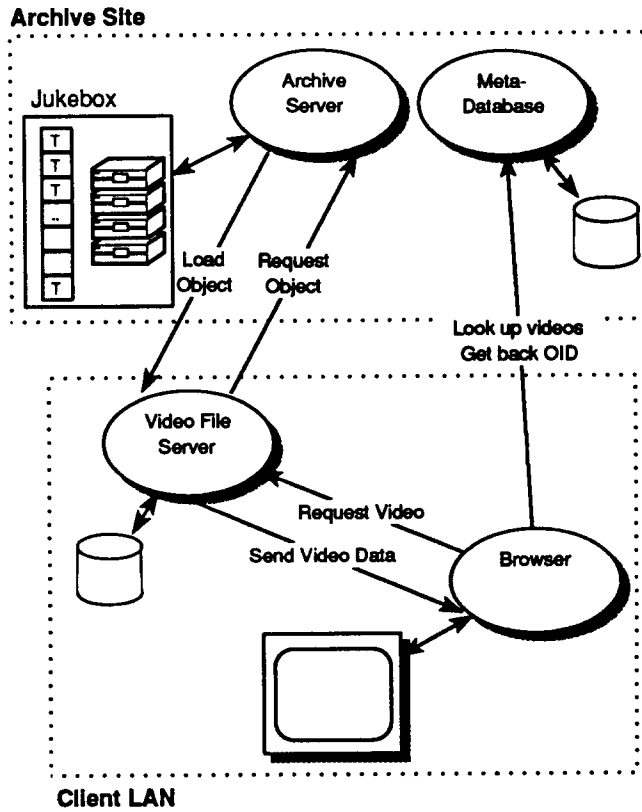 Archive Site
Jukebox
T
T
T
..
T
Archive
Server
Meta-
Database
Load
Object
Request
Object
Look up videos
Get back OID
Video File
Server
Request Video
Send Video Data
Browser
Client LAN